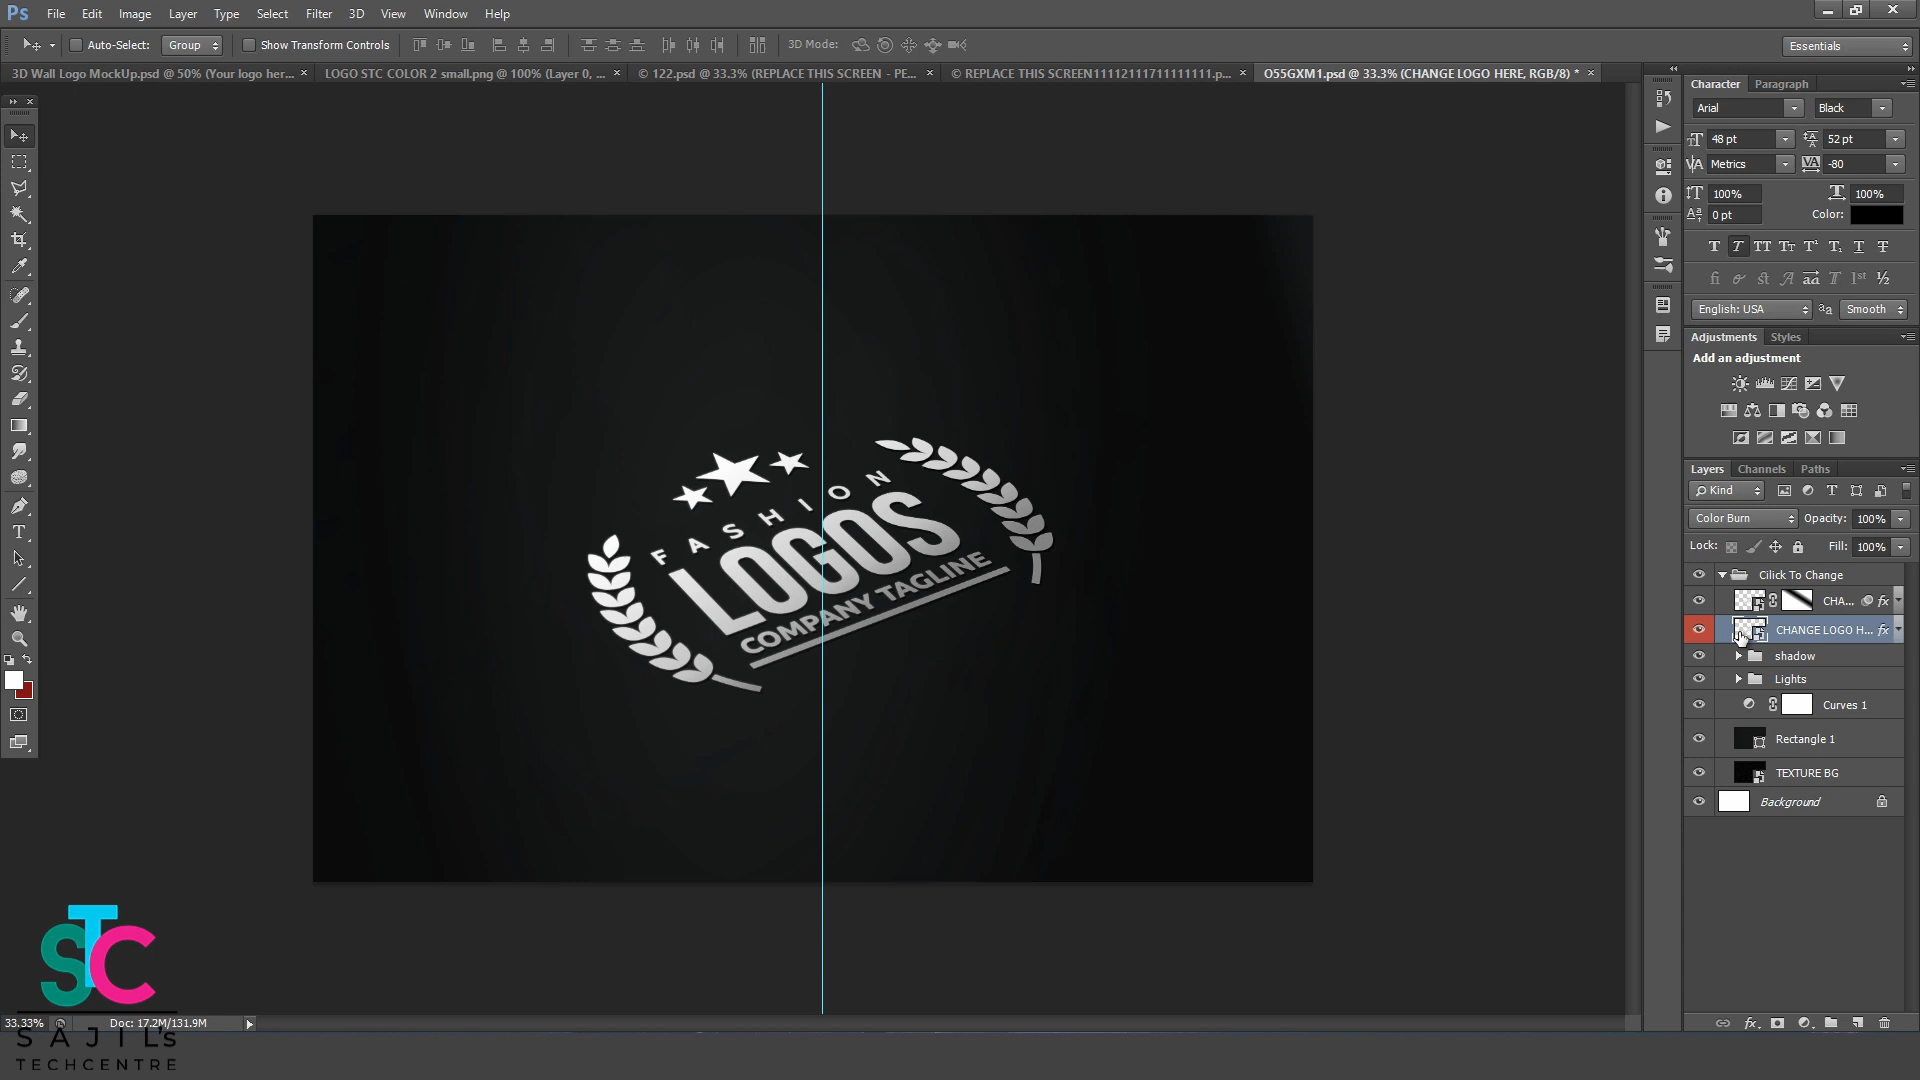 Ps File Edit Image Layer Type Select Filter 3D View Window Help
Auto-Select: Group Show Transform Controls 3D Mode: Essentials
3D Wall Logo MockUp.psd @ 50% (Your logo her... × LOGO STC COLOR 2 small.png @ 100% (Layer 0, ... × © 122.psd @ 33.3% (REPLACE THIS SCREEN - PE... × © REPLACE THIS SCREEN11112111711111111.p... × O55GXM1.psd @ 33.3% (CHANGE LOGO HERE, RGB/8) * ×
Character Paragraph
Arial Black
48 pt 52 pt
Metrics -80
100% 100%
0 pt Color:
English: USA Smooth
Adjustments Styles
Add an adjustment
Layers Channels Paths
Kind
Color Burn Opacity: 100%
Lock: Fill: 100%
Cilick To Change
CHA... fx
CHANGE LOGO H... fx
shadow
Lights
Curves 1
Rectangle 1
TEXTURE BG
Background
FASHION
LOGOS
COMPANY TAGLINE
STC
33.33% Doc: 17.2M/131.9M
SAJIL's
TECHCENTRE